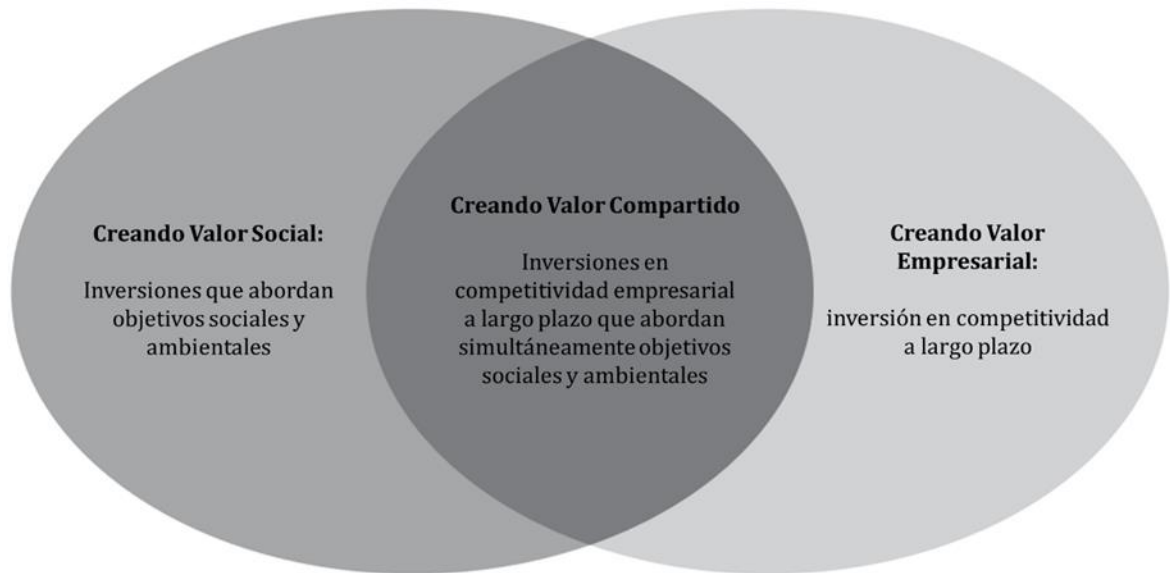 Creando Valor Social:
Inversiones que abordan
objetivos sociales y
ambientales
Creando Valor Compartido
Inversiones en
competitividad empresarial
a largo plazo que abordan
simultáneamente objetivos
sociales y ambientales
Creando Valor
Empresarial:
inversión en competitividad
a largo plazo